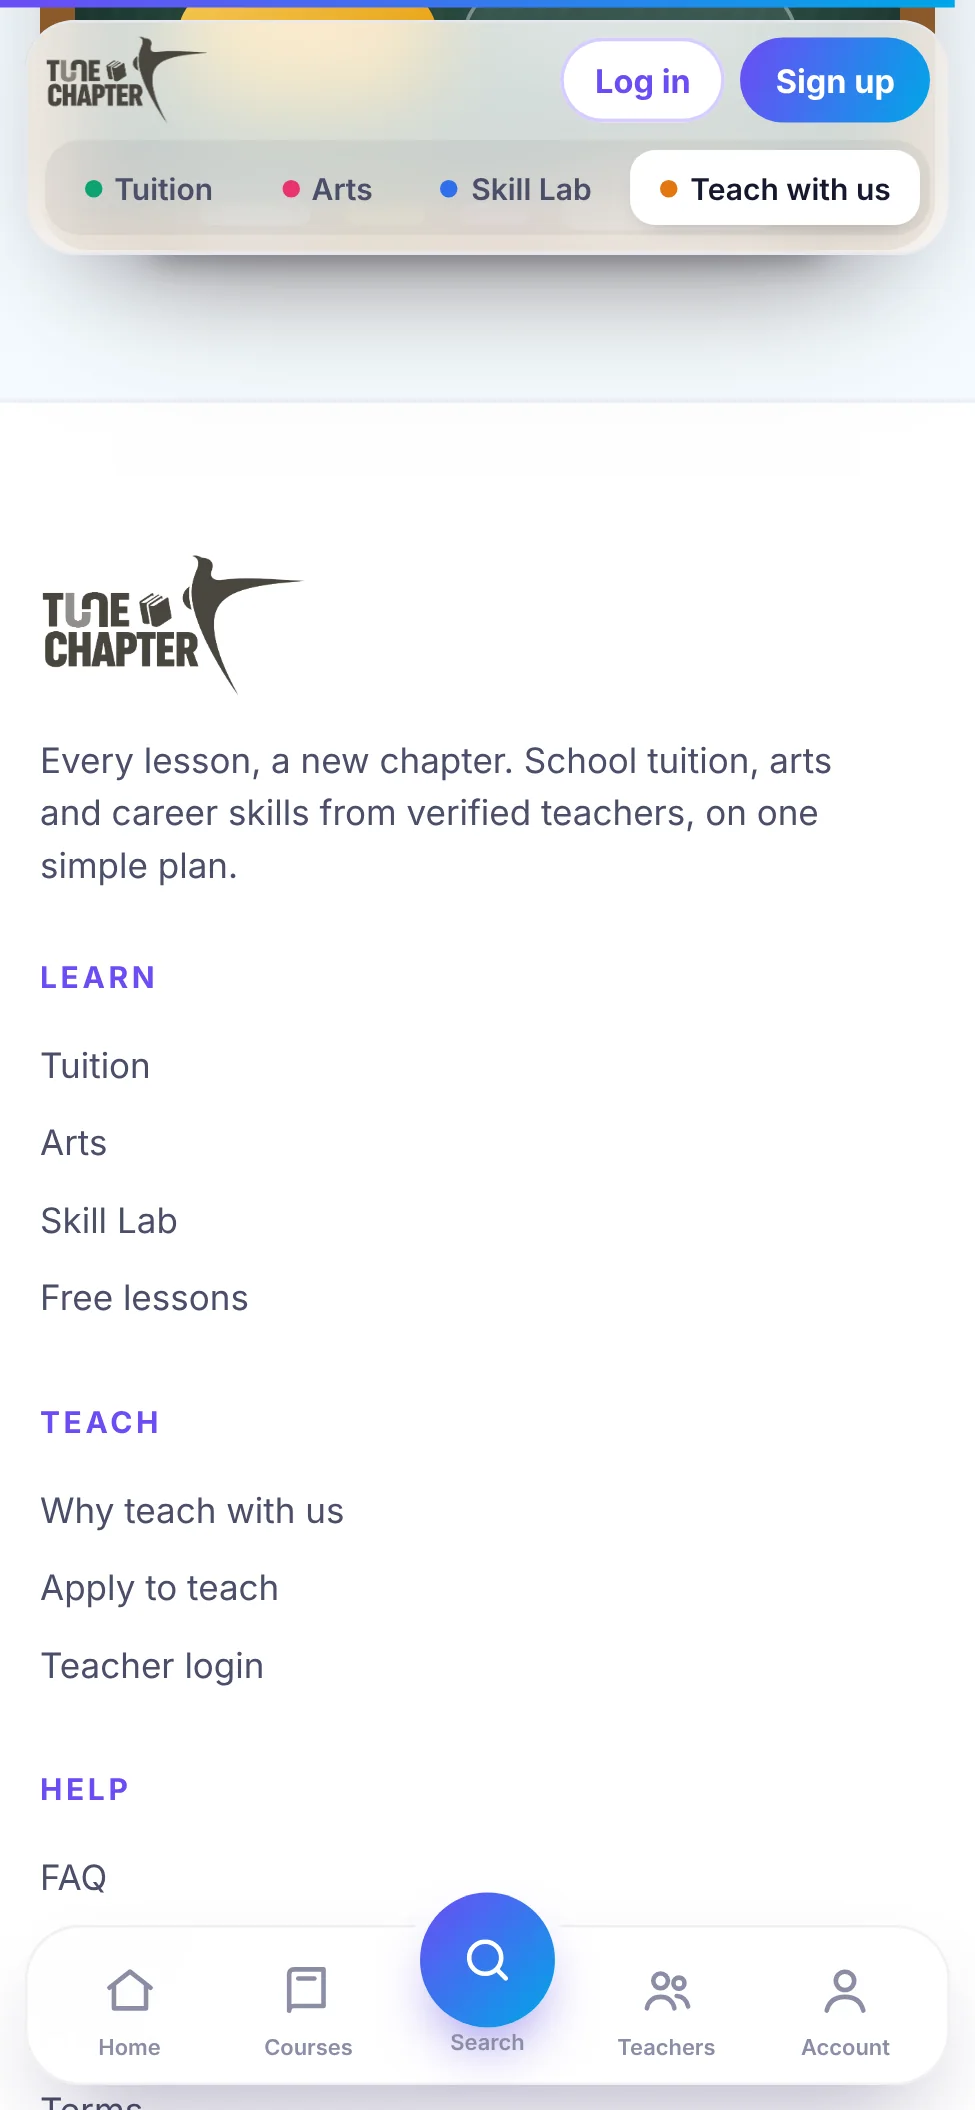 TUNE
CHAPTER
Log in
Sign up
Tuition
Arts
Skill Lab
Teach with us
TUNE
CHAPTER
Every lesson, a new chapter. School tuition, arts
and career skills from verified teachers, on one
simple plan.
LEARN
Tuition
Arts
Skill Lab
Free lessons
TEACH
Why teach with us
Apply to teach
Teacher login
HELP
FAQ
Home
Courses
Search
Teachers
Account
Terms